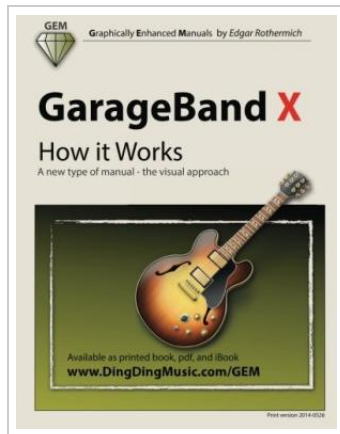 GEM
Graphically Enhanced Manuals by Edgar Rothermich
GarageBand X
How it Works
A new type of manual - the visual approach
Available as printed book, pdf, and iBook
www.DingDingMusic.com/GEM
Print version 2014-0526